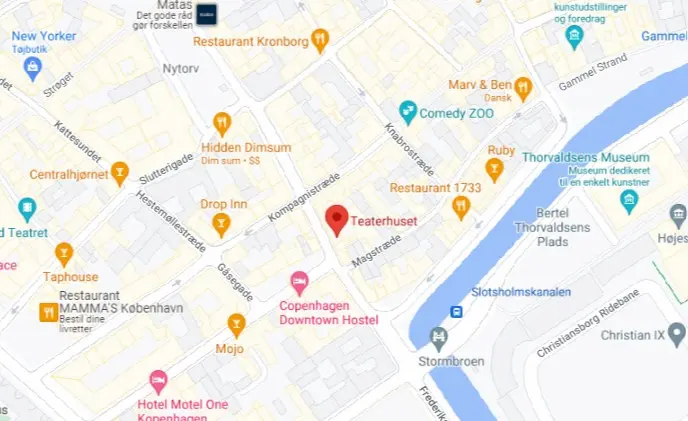 Matas
Det gode råd
gør forskellen
kunstudstillinger
og foredrag
New Yorker
Tøjbutik
Restaurant Kronborg
Gammel
Nytorv
Gammel Strand
Strøget
Marv & Ben
Dansk
Comedy ZOO
Kattesundet
Knabrostræde
Hidden Dimsum
Dim sum • $$
Ruby
Thorvaldsens Museum
Museum dedikeret
til en enkelt kunstner
Centralhjørnet
Slutterigade
Kompagnistræde
Restaurant 1733
Drop Inn
Hestemøllestræde
Teaterhuset
Bertel
Thorvaldsens
Plads
Højes
d Teatret
Magstræde
ace
Taphouse
Gåsegade
Slotsholmskanalen
Restaurant
MAMMA'S København
Bestil dine
livretter
Copenhagen
Downtown Hostel
Christiansborg Ridebane
Christian IX
Mojo
Stormbroen
Hotel Motel One
Kopenhagen
Frederik